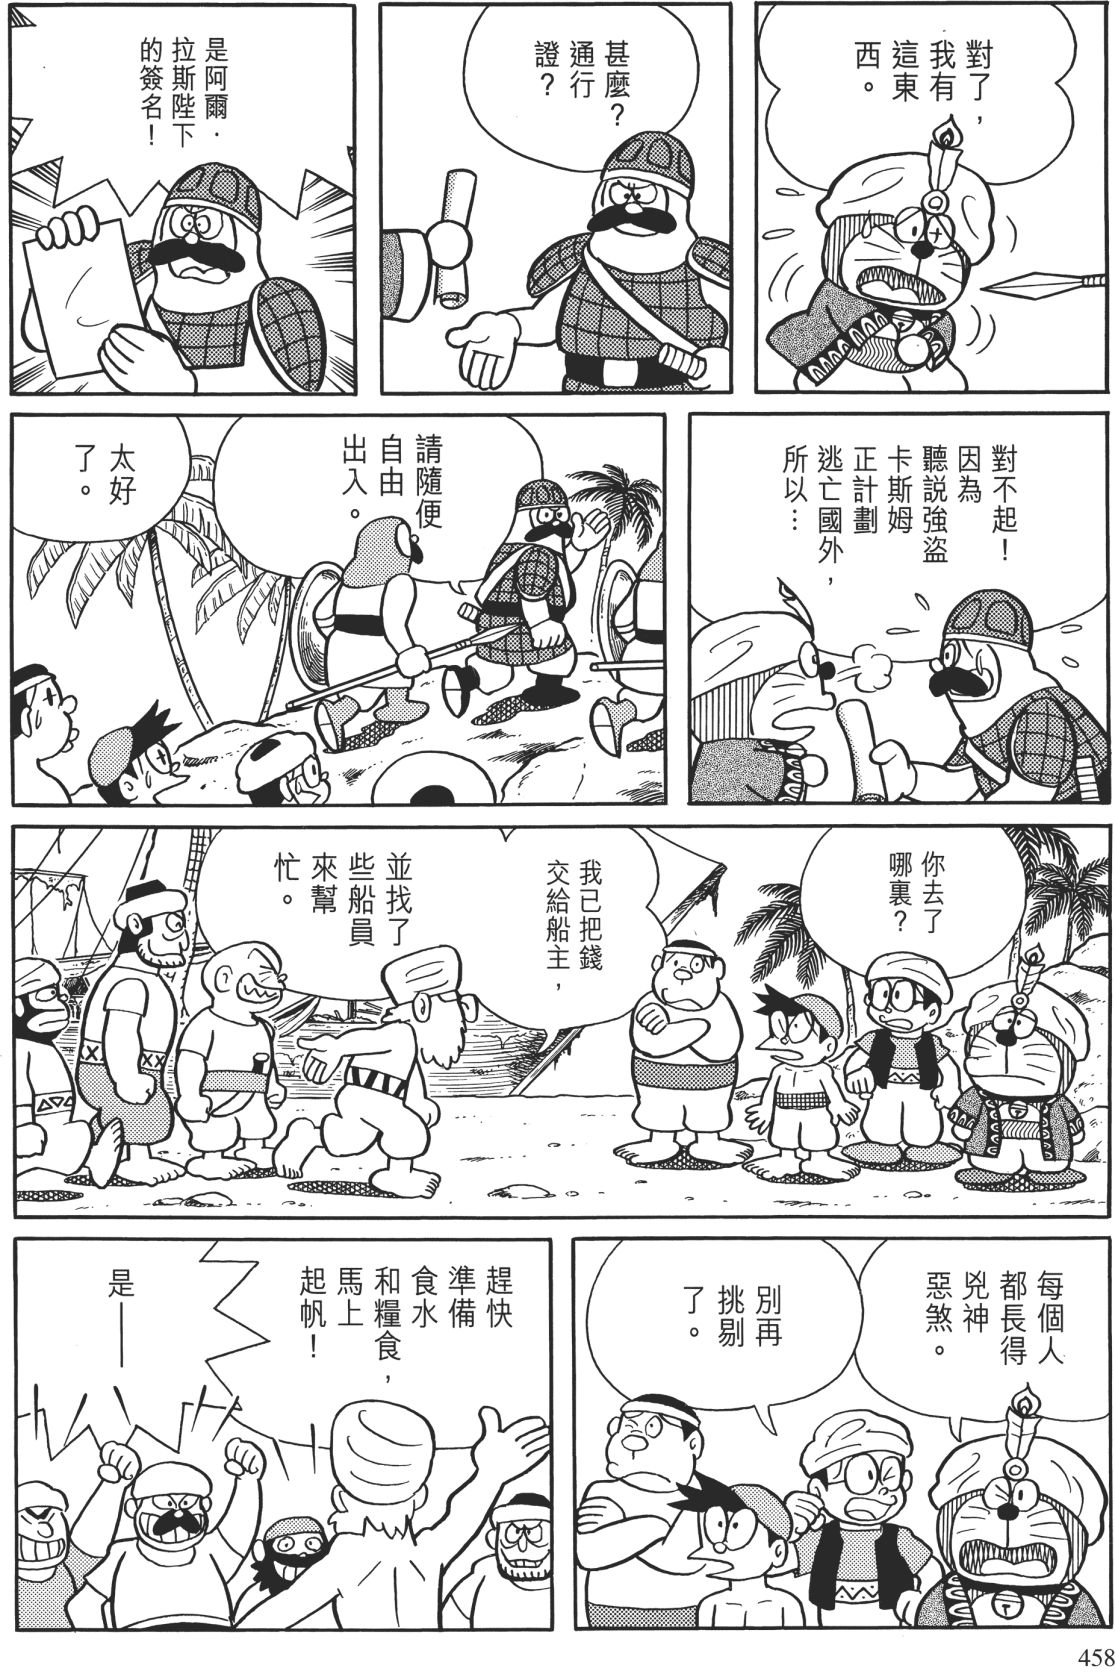 對了，
我有
這東
西。
甚麼？
通行
證？
是阿爾．
拉斯陛下
的簽名！
對不起！
因為
聽説強盜
卡斯姆
正計劃
逃亡國外，
所以…
請隨便
自由
出入。
太好
了。
你去了
哪裏？
我已把錢
交給船主，
並找了
些船員
來幫
忙。
每個人
都長得
兇神
惡煞。
別再
挑剔
了。
趕快
準備
食水
和糧食，
馬上
起帆！
是——
458